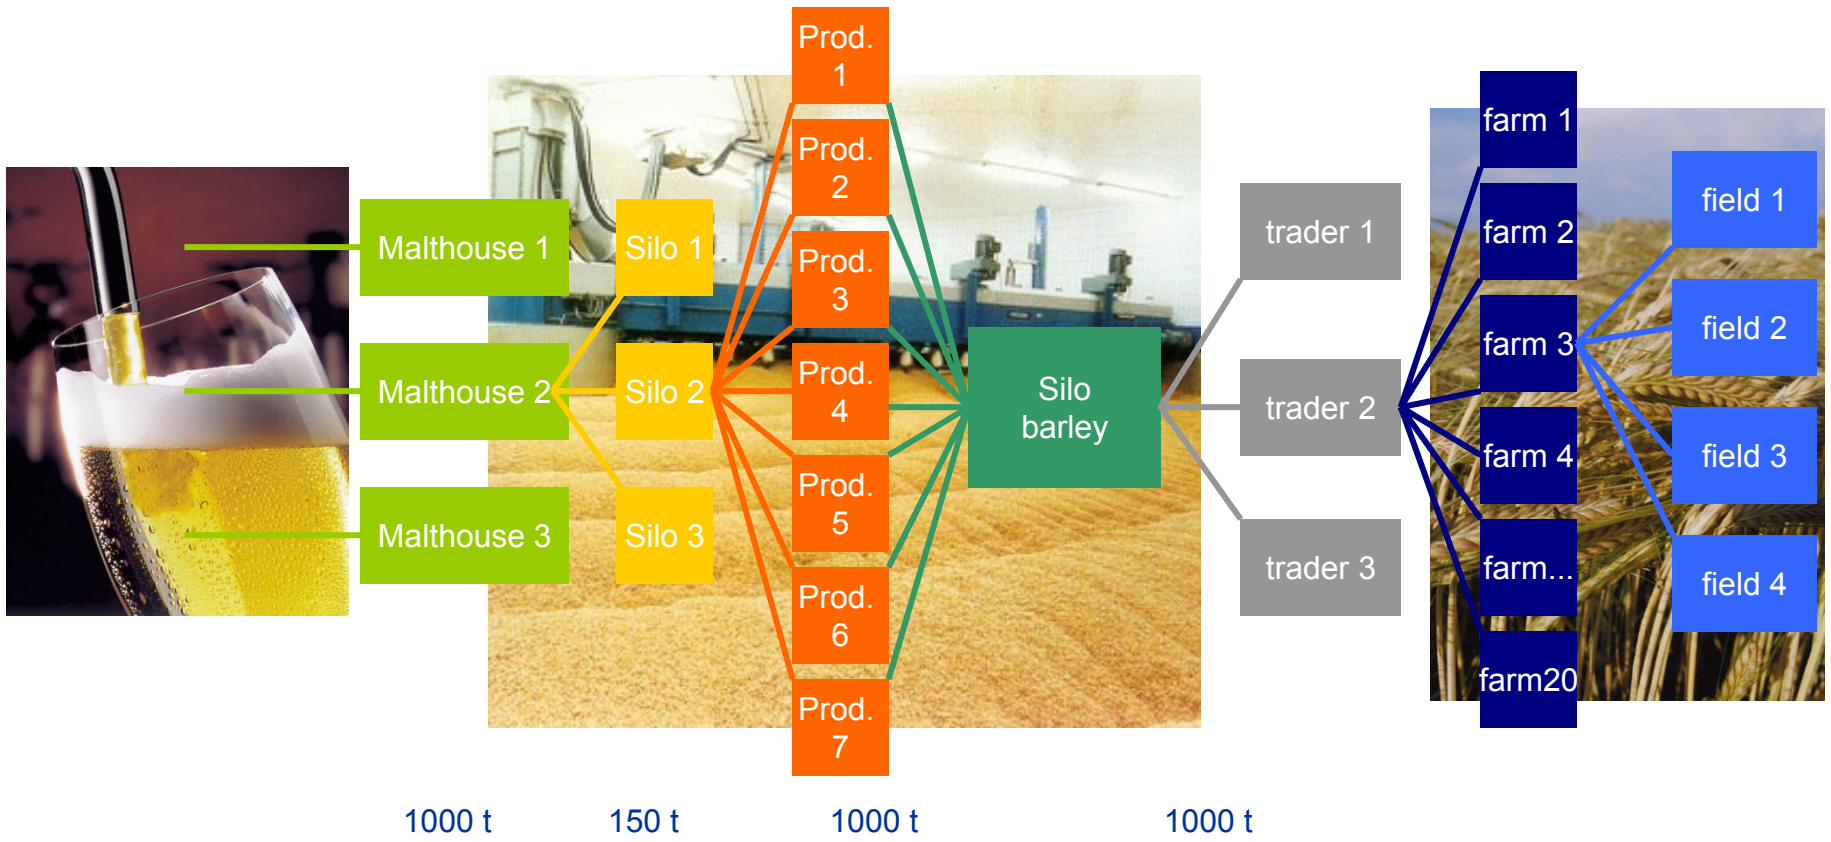 Malthouse 1
Malthouse 2
Malthouse 3
Silo 1
Silo 2
Silo 3
Prod.
1
Prod.
2
Prod.
3
Prod.
4
Prod.
5
Prod.
6
Prod.
7
Silo
barley
trader 1
trader 2
trader 3
farm 1
farm 2
farm 3
farm 4
farm...
farm20
field 1
field 2
field 3
field 4
1000 t
150 t
1000 t
1000 t